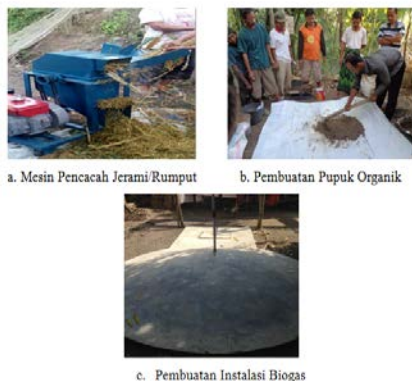 a. Mesin Pencacah Jerami/Rumput
b. Pembuatan Pupuk Organik
c. Pembuatan Instalasi Biogas